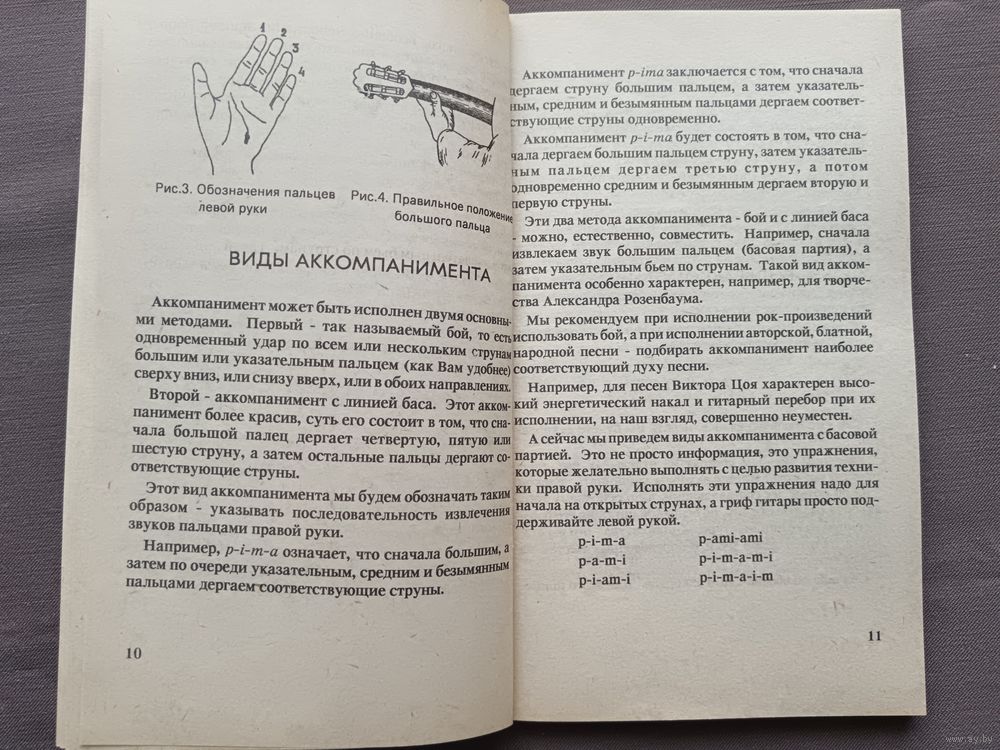 1
2
3
4
Рис.3. Обозначения пальцев
левой руки
Рис.4. Правильное положение
большого пальца
ВИДЫ АККОМПАНИМЕНТА
Аккомпанимент может быть исполнен двумя основны-
ми методами. Первый - так называемый бой, то есть
одновременный удар по всем или нескольким струнам
большим или указательным пальцем (как Вам удобнее)
сверху вниз, или снизу вверх, или в обоих направлениях.
Второй - аккомпанимент с линией баса. Этот акком-
панимент более красив, суть его состоит в том, что сна-
чала большой палец дергает четвертую, пятую или
шестую струну, а затем остальные пальцы дергают со-
ответствующие струны.
Этот вид аккомпанимента мы будем обозначать таким
образом - указывать последовательность извлечения
звуков пальцами правой руки.
Например, p-i-m-a означает, что сначала большим, а
затем по очереди указательным, средним и безымянным
пальцами дергаем соответствующие струны.
10
Аккомпанимент p-ima заключается с том, что сначала
дергаем струну большим пальцем, а затем указатель-
ным, средним и безымянным пальцами дергаем соответ-
ствующие струны одновременно.
Аккомпанимент p-i-ma будет состоять в том, что сна-
чала дергаем большим пальцем струну, затем указатель-
ным пальцем дергаем третью струну, а потом
одновременно средним и безымянным дергаем вторую и
первую струны.
Эти два метода аккомпанимента - бой и с линией баса
- можно, естественно, совместить. Например, сначала
извлекаем звук большим пальцем (басовая партия), а
затем указательным бьем по струнам. Такой вид акком-
панимента особенно характерен, например, для творче-
ства Александра Розенбаума.
Мы рекомендуем при исполнении рок-произведений
использовать бой, а при исполнении авторской, блатной,
народной песни - подбирать аккомпанимент наиболее
соответствующий духу песни.
Например, для песен Виктора Цоя характерен высо-
кий энергетический накал и гитарный перебор при их
исполнении, на наш взгляд, совершенно неуместен.
А сейчас мы приведем виды аккомпанимента с басовой
партией. Это не просто информация, это упражнения,
которые желательно выполнять с целью развития техни-
ки правой руки. Исполнять эти упражнения надо для
начала на открытых струнах, а гриф гитары просто под-
держивайте левой рукой.
p-i-m-a p-ami-ami
p-a-m-i p-i-m-a-m-i
p-i-am-i p-i-m-a-i-m
11
www.ay.by